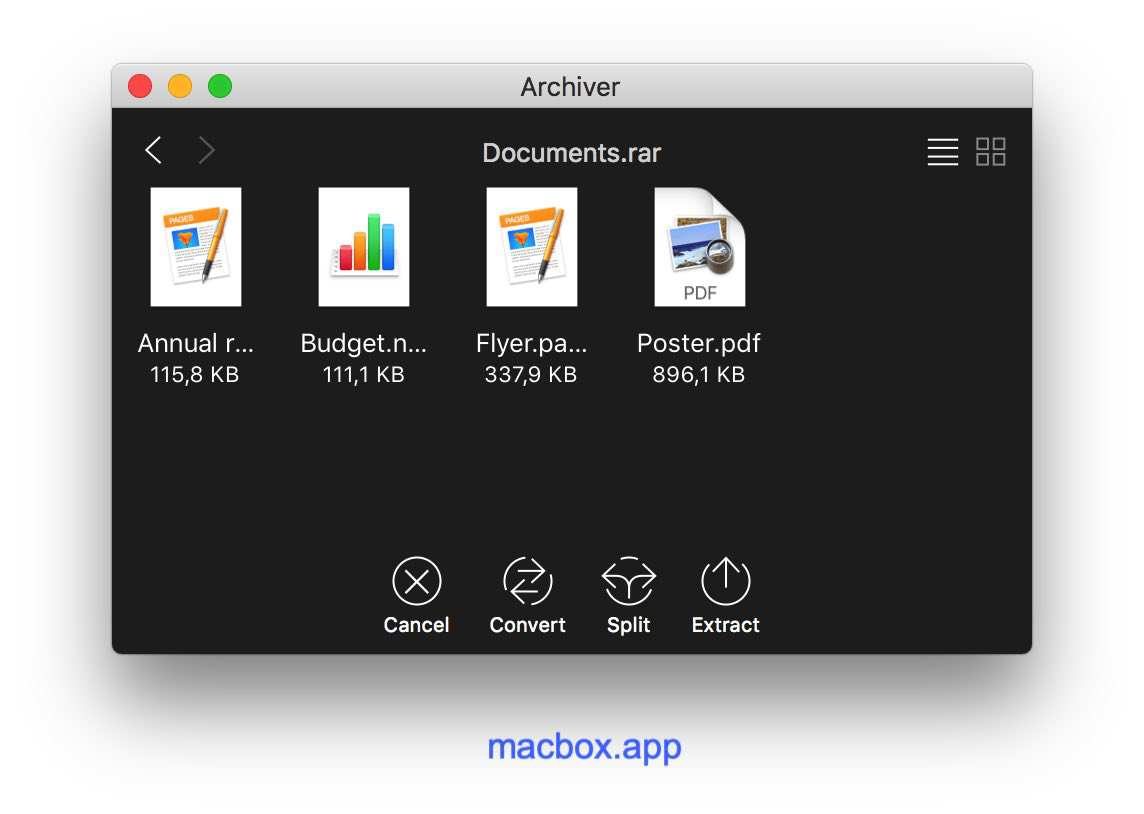 Archiver
Documents.rar
PAGES
PAGES
PDF
Annual r... Budget.n... Flyer.pa... Poster.pdf
115,8 KB 111,1 KB 337,9 KB 896,1 KB
Cancel Convert Split Extract
macbox.app